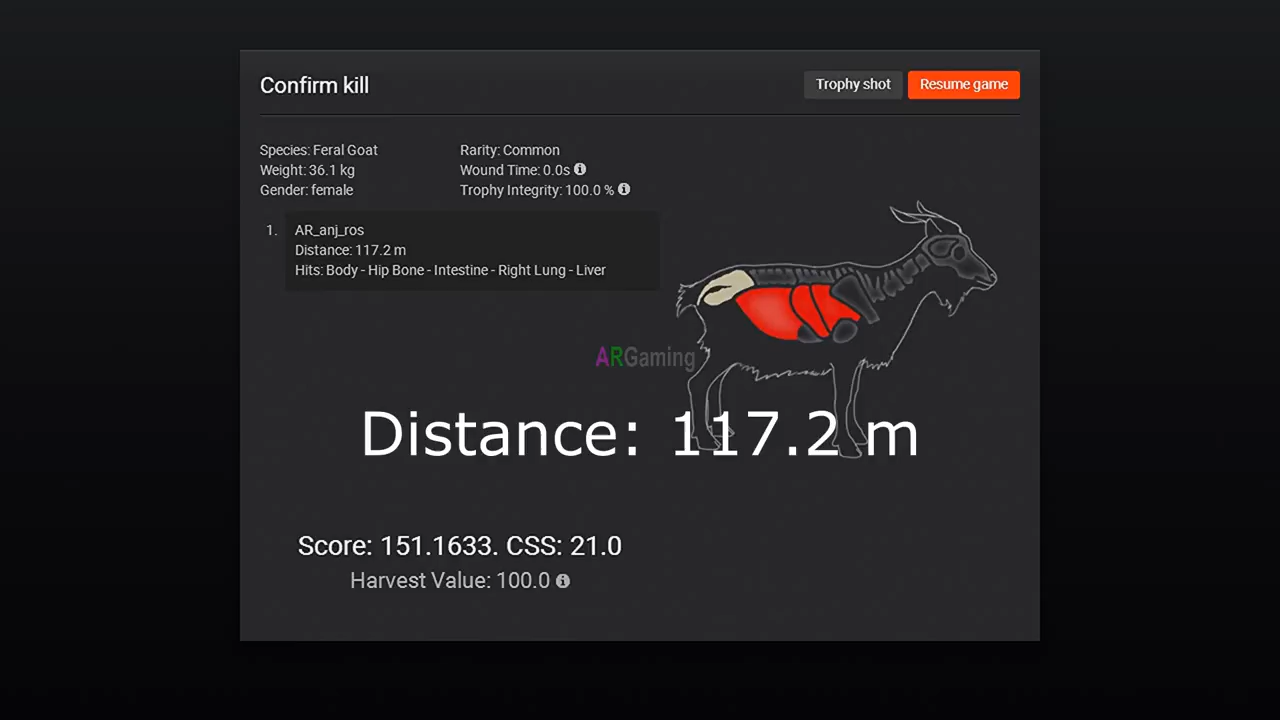 Confirm kill
Trophy shot
Resume game
Species: Feral Goat
Rarity: Common
Weight: 36.1 kg
Wound Time: 0.0s
Gender: female
Trophy Integrity: 100.0 %
1. AR_anj_ros
Distance: 117.2 m
Hits: Body - Hip Bone - Intestine - Right Lung - Liver
ARGaming
Distance: 117.2 m
Score: 151.1633. CSS: 21.0
Harvest Value: 100.0